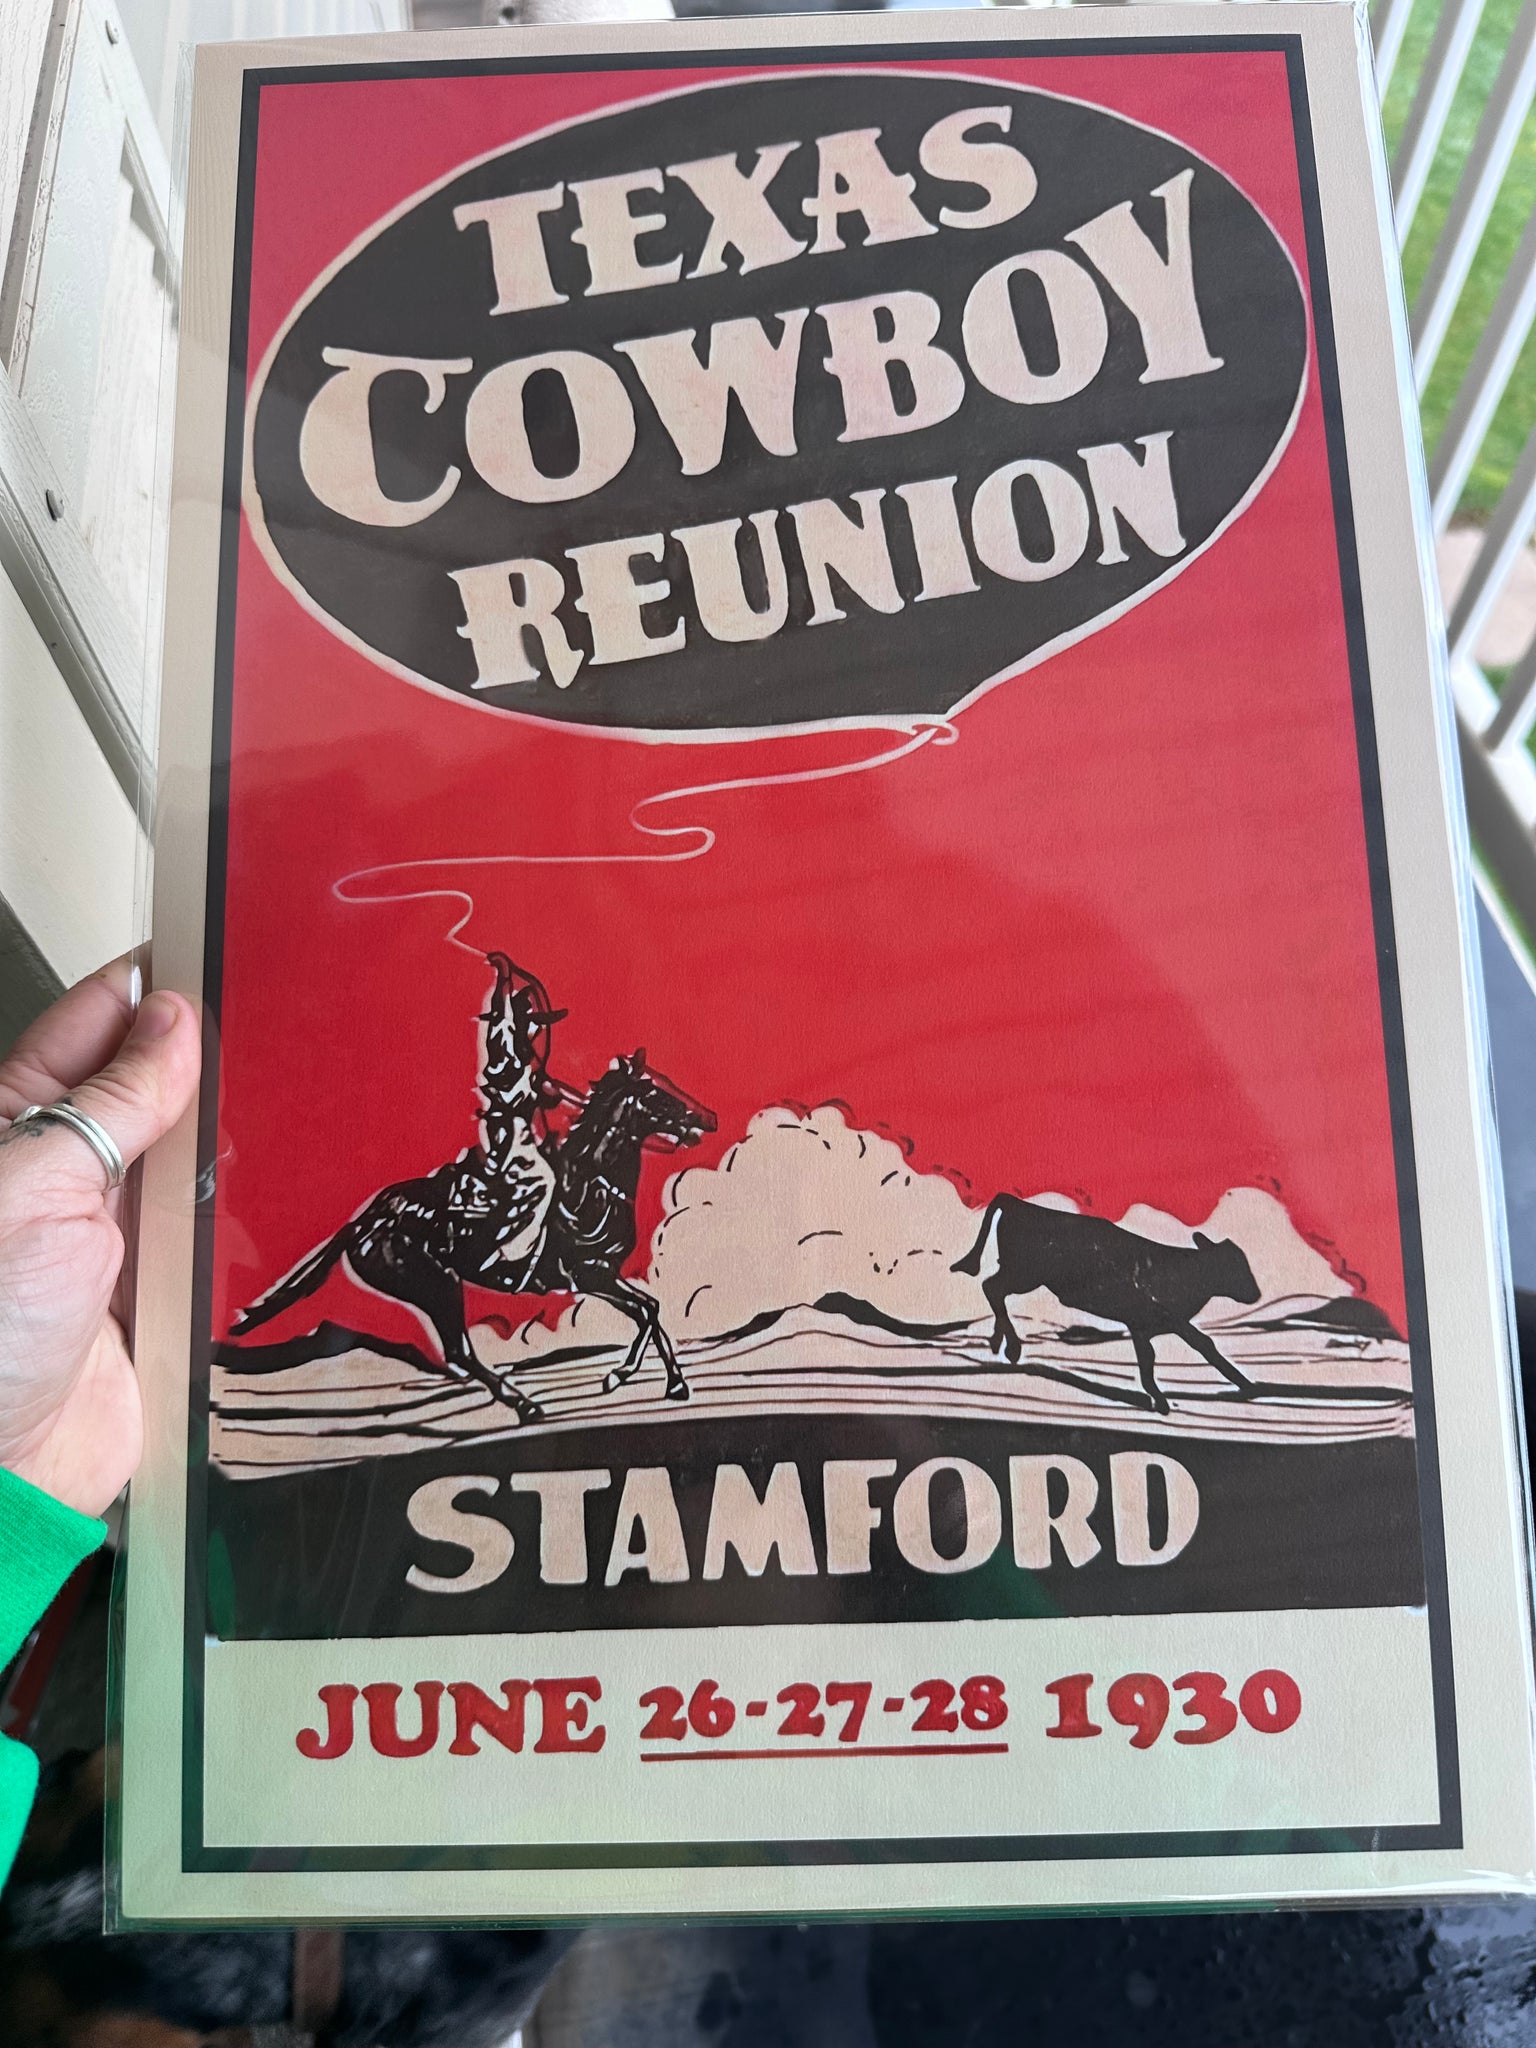 TEXAS
COWBOY
REUNION
STAMFORD
JUNE 26-27-28 1930